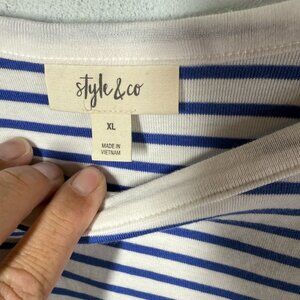 style & co
XL
MADE IN
VIETNAM